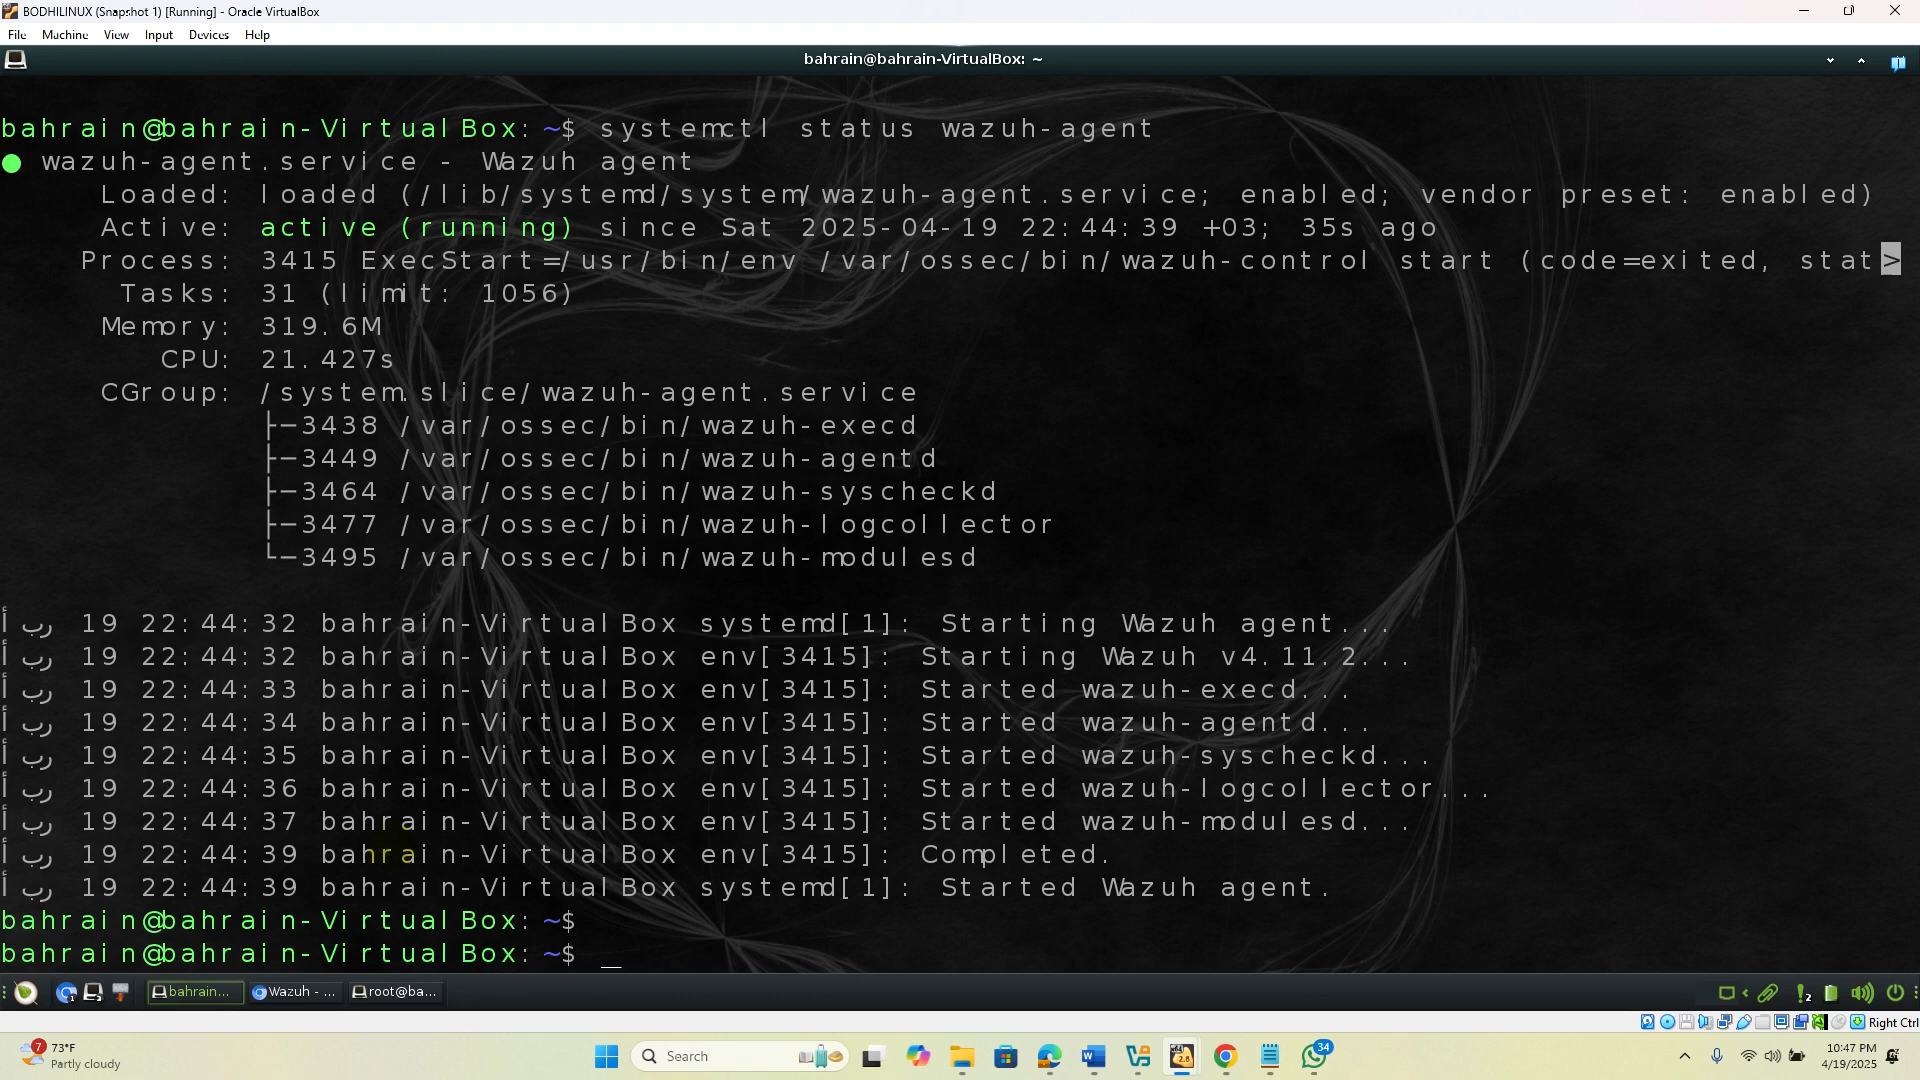 BODHILINUX (Snapshot 1) [Running] - Oracle VirtualBox
File Machine View Input Devices Help
bahrain@bahrain-VirtualBox: ~
bahrain@bahrain-VirtualBox:~$ systemctl status wazuh-agent
● wazuh-agent.service - Wazuh agent
Loaded: loaded (/lib/systemd/system/wazuh-agent.service; enabled; vendor preset: enabled)
Active: active (running) since Sat 2025-04-19 22:44:39 +03; 35s ago
Process: 3415 ExecStart=/usr/bin/env /var/ossec/bin/wazuh-control start (code=exited, stat>
Tasks: 31 (limit: 1056)
Memory: 319.6M
CPU: 21.427s
CGroup: /system.slice/wazuh-agent.service
├─3438 /var/ossec/bin/wazuh-execd
├─3449 /var/ossec/bin/wazuh-agentd
├─3464 /var/ossec/bin/wazuh-syscheckd
├─3477 /var/ossec/bin/wazuh-logcollector
└─3495 /var/ossec/bin/wazuh-modulesd
أبر 19 22:44:32 bahrain-VirtualBox systemd[1]: Starting Wazuh agent...
أبر 19 22:44:32 bahrain-VirtualBox env[3415]: Starting Wazuh v4.11.2...
أبر 19 22:44:33 bahrain-VirtualBox env[3415]: Started wazuh-execd...
أبر 19 22:44:34 bahrain-VirtualBox env[3415]: Started wazuh-agentd...
أبر 19 22:44:35 bahrain-VirtualBox env[3415]: Started wazuh-syscheckd...
أبر 19 22:44:36 bahrain-VirtualBox env[3415]: Started wazuh-logcollector...
أبر 19 22:44:37 bahrain-VirtualBox env[3415]: Started wazuh-modulesd...
أبر 19 22:44:39 bahrain-VirtualBox env[3415]: Completed.
أبر 19 22:44:39 bahrain-VirtualBox systemd[1]: Started Wazuh agent.
bahrain@bahrain-VirtualBox:~$
bahrain@bahrain-VirtualBox:~$ _
bahrain... Wazuh - ... root@ba... 2
Right Ctrl
7 73°F
Partly cloudy
Search
34
10:47 PM
4/19/2025